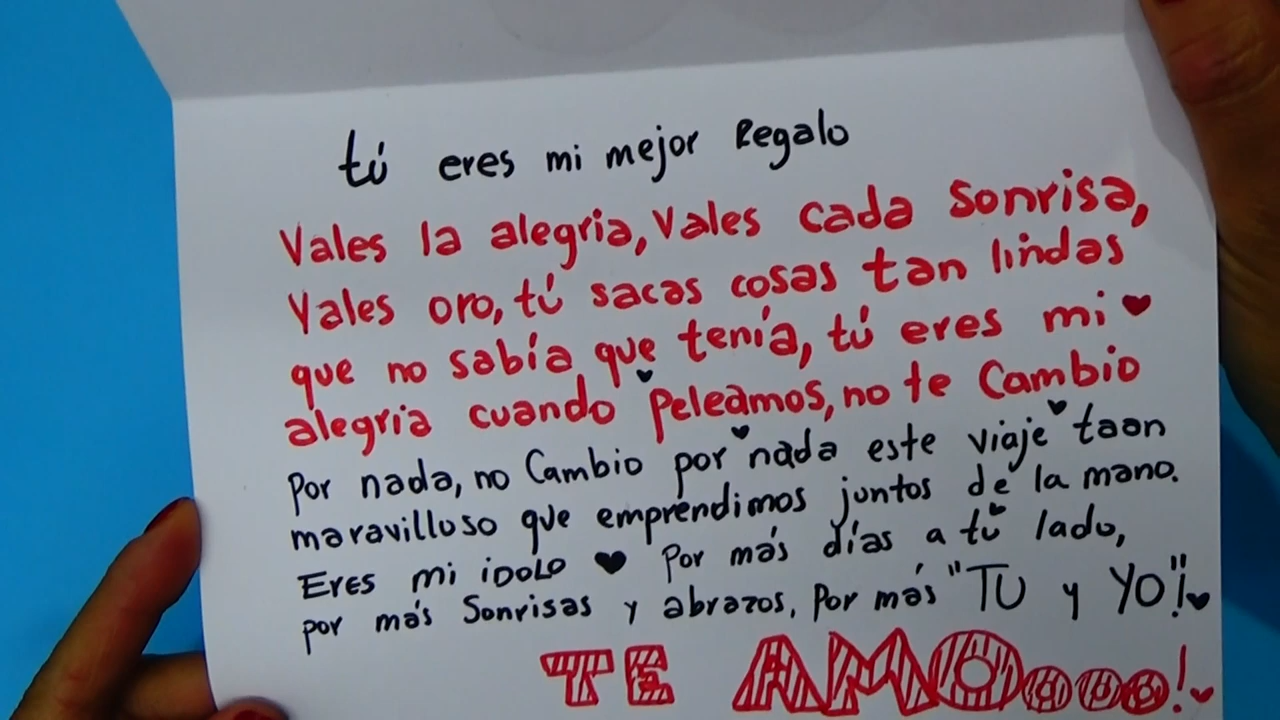 tú eres mi mejor Regalo
Vales la alegria, Vales cada sonrisa,
Vales oro, tú sacas cosas tan lindas
que no sabía que tenía, tú eres mi ♥
alegria cuando peleamos, no te Cambio
por nada, no Cambio por nada este viaje taan
maravilloso que emprendimos juntos de la mano.
Eres mi iDOLO ♥ Por más días a tú lado,
por más Sonrisas y abrazos, Por más "TU y YO"!♥
TE AMOooo!♥